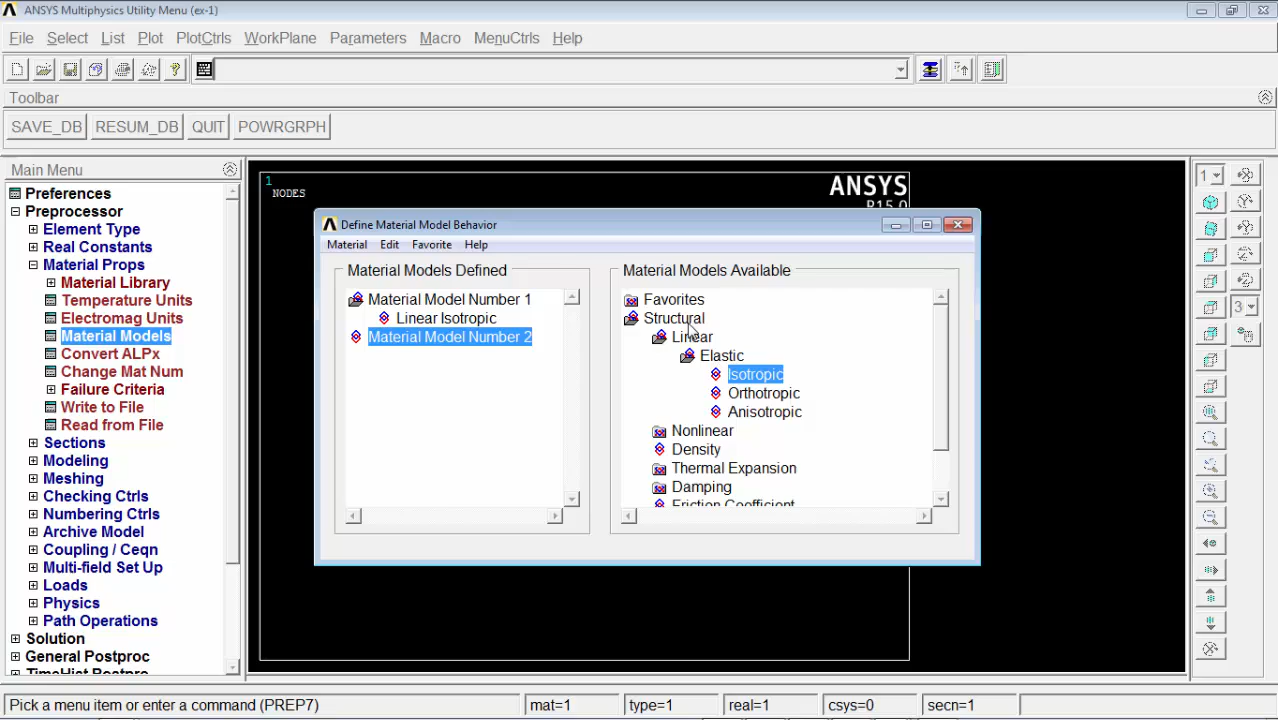 ANSYS Multiphysics Utility Menu (ex-1)
File Select List Plot PlotCtrls WorkPlane Parameters Macro MenuCtrls Help
Toolbar
SAVE_DB RESUM_DB QUIT POWRGRPH
Main Menu
Preferences
Preprocessor
Element Type
Real Constants
Material Props
Material Library
Temperature Units
Electromag Units
Material Models
Convert ALPx
Change Mat Num
Failure Criteria
Write to File
Read from File
Sections
Modeling
Meshing
Checking Ctrls
Numbering Ctrls
Archive Model
Coupling / Ceqn
Multi-field Set Up
Loads
Physics
Path Operations
Solution
General Postproc
TimeHist Postpro
1
NODES
ANSYS
R15.0
Define Material Model Behavior
Material Edit Favorite Help
Material Models Defined
Material Model Number 1
Linear Isotropic
Material Model Number 2
Material Models Available
Favorites
Structural
Linear
Elastic
Isotropic
Orthotropic
Anisotropic
Nonlinear
Density
Thermal Expansion
Damping
Friction Coefficient
1
3
Pick a menu item or enter a command (PREP7) mat=1 type=1 real=1 csys=0 secn=1